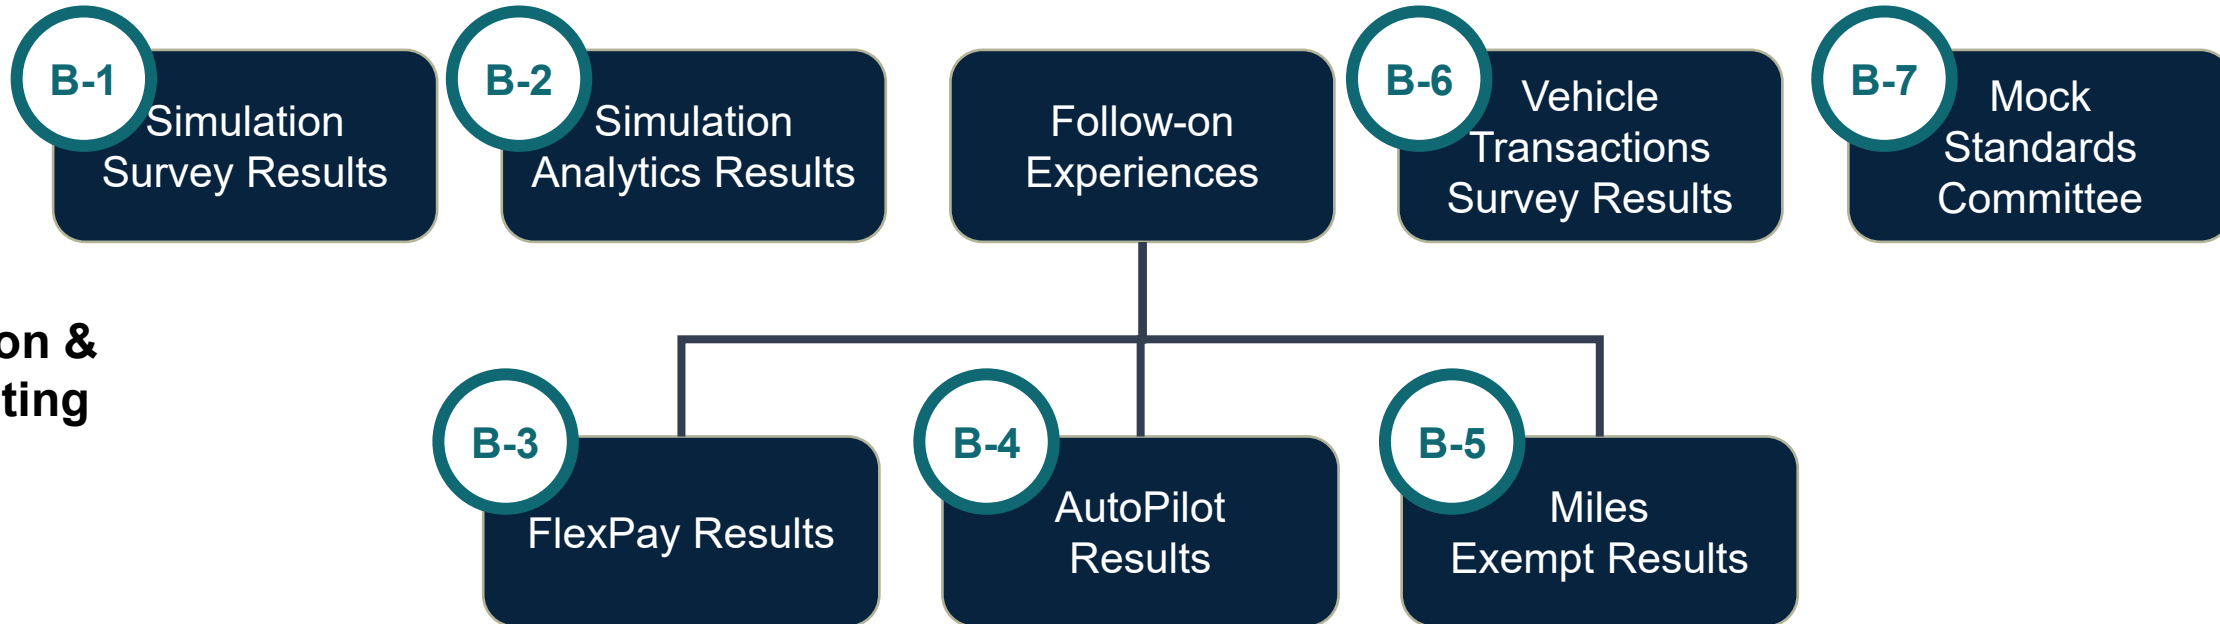 B-1
Simulation
Survey Results
B-2
Simulation
Analytics Results
Follow-on
Experiences
B-6
Vehicle
Transactions
Survey Results
B-7
Mock
Standards
Committee
on &
ting
B-3
FlexPay Results
B-4
AutoPilot
Results
B-5
Miles
Exempt Results